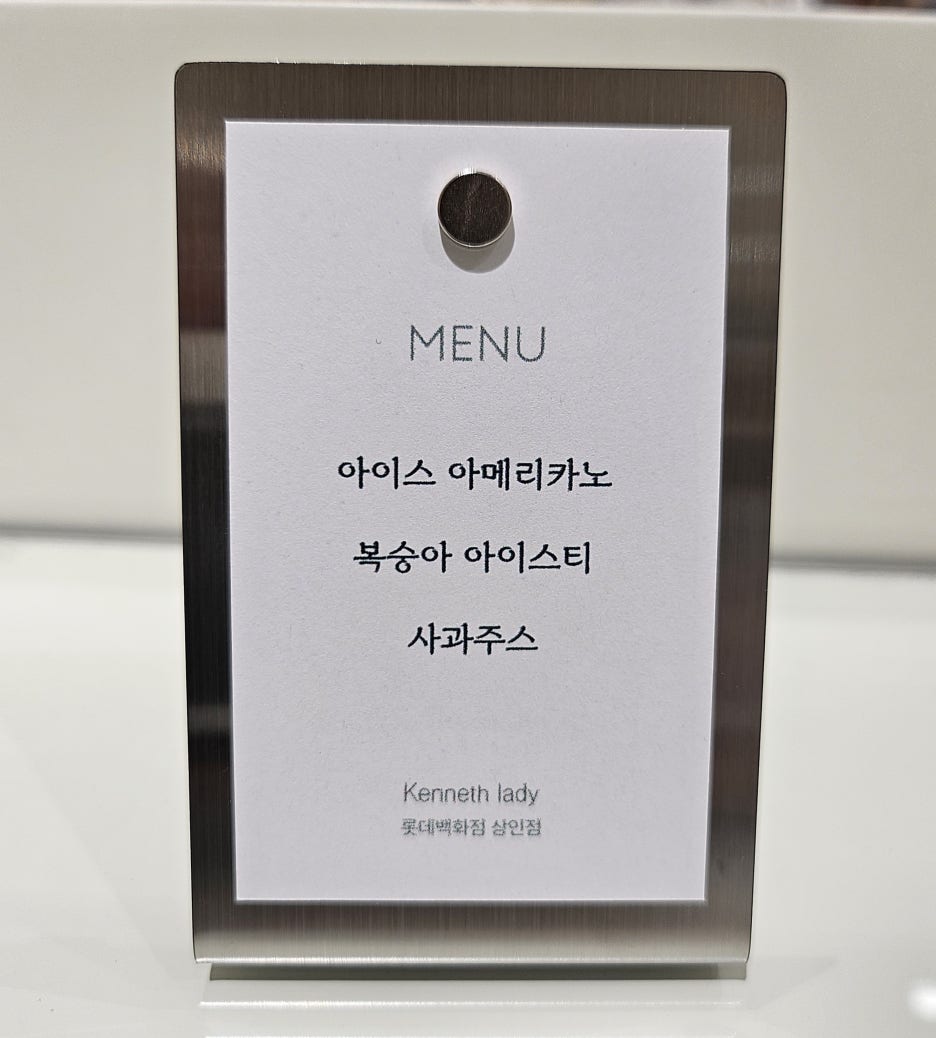 MENU
아이스 아메리카노
복숭아 아이스티
사과주스
Kenneth lady
롯데백화점 상인점